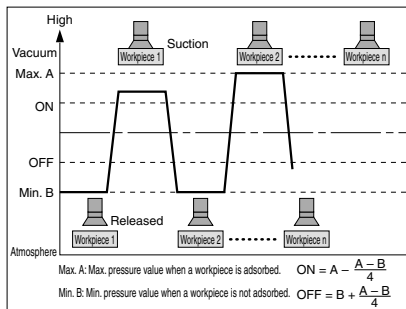 High
Suction
Workpiece 1
Workpiece 2
Workpiece n
Vacuum
Max. A
ON
OFF
Min. B
Released
Workpiece 1
Workpiece 2
Workpiece n
Atmosphere
Max. A: Max. pressure value when a workpiece is adsorbed. ON = A – A – B / 4
Min. B: Min. pressure value when a workpiece is not adsorbed. OFF = B + A – B / 4